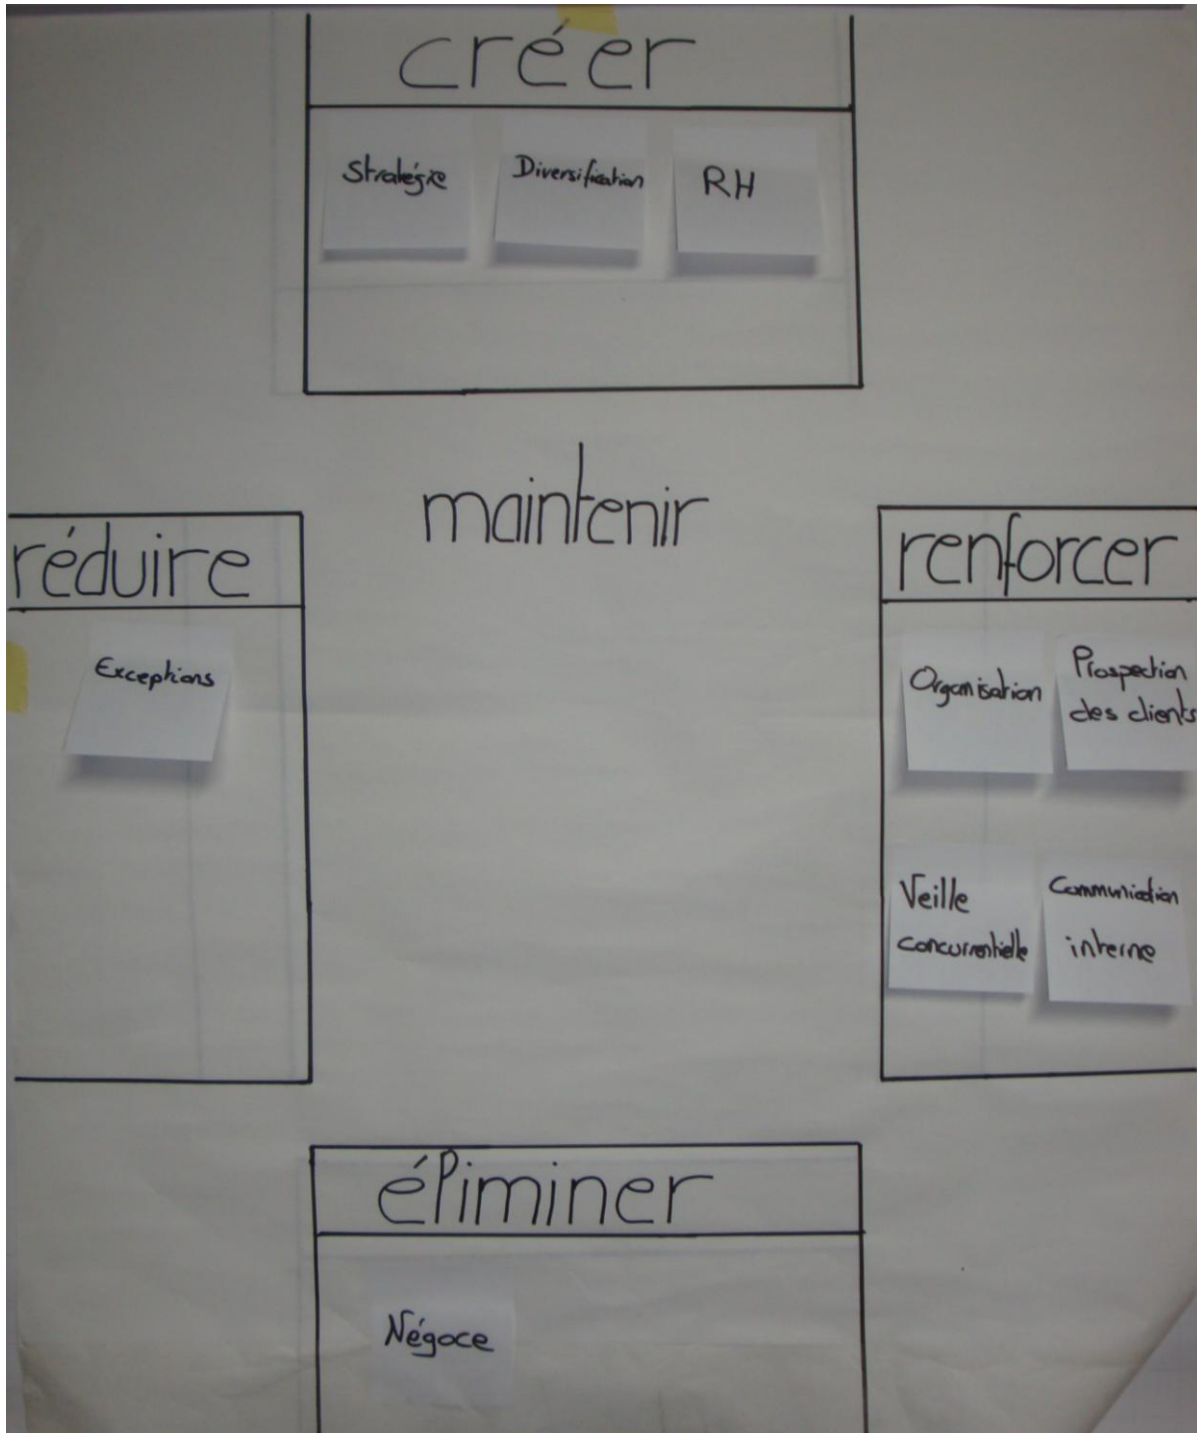 créer
Stratégie
Diversification
RH
maintenir
réduire
Exceptions
renforcer
Organisation
Prospection
des clients
Veille
concurrentielle
Communication
interne
éliminer
Négoce